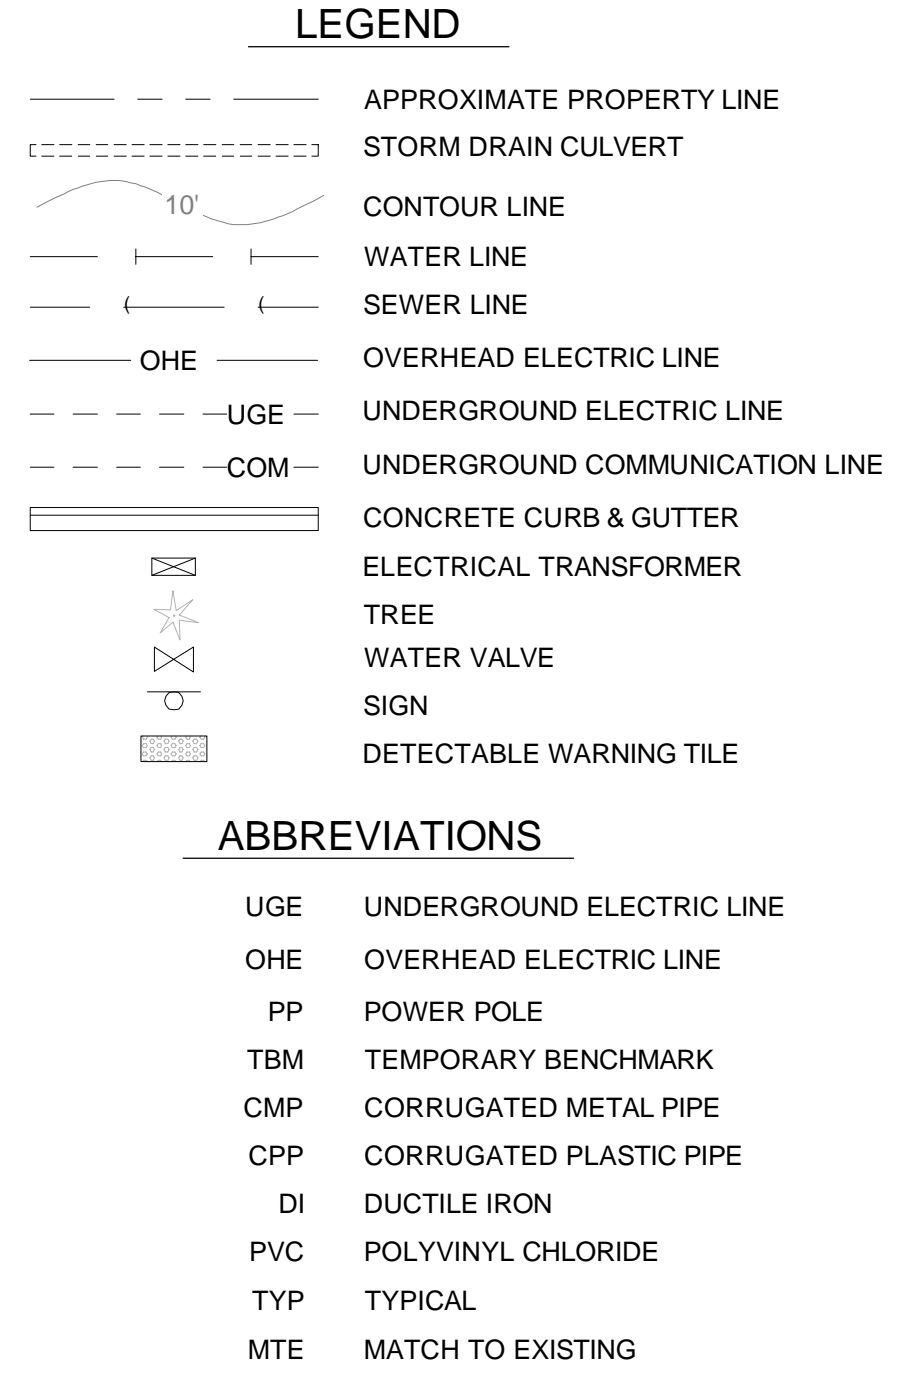 LEGEND
APPROXIMATE PROPERTY LINE
STORM DRAIN CULVERT
10' CONTOUR LINE
WATER LINE
SEWER LINE
OHE OVERHEAD ELECTRIC LINE
UGE UNDERGROUND ELECTRIC LINE
COM UNDERGROUND COMMUNICATION LINE
CONCRETE CURB & GUTTER
ELECTRICAL TRANSFORMER
TREE
WATER VALVE
SIGN
DETECTABLE WARNING TILE
ABBREVIATIONS
UGE UNDERGROUND ELECTRIC LINE
OHE OVERHEAD ELECTRIC LINE
PP POWER POLE
TBM TEMPORARY BENCHMARK
CMP CORRUGATED METAL PIPE
CPP CORRUGATED PLASTIC PIPE
DI DUCTILE IRON
PVC POLYVINYL CHLORIDE
TYP TYPICAL
MTE MATCH TO EXISTING